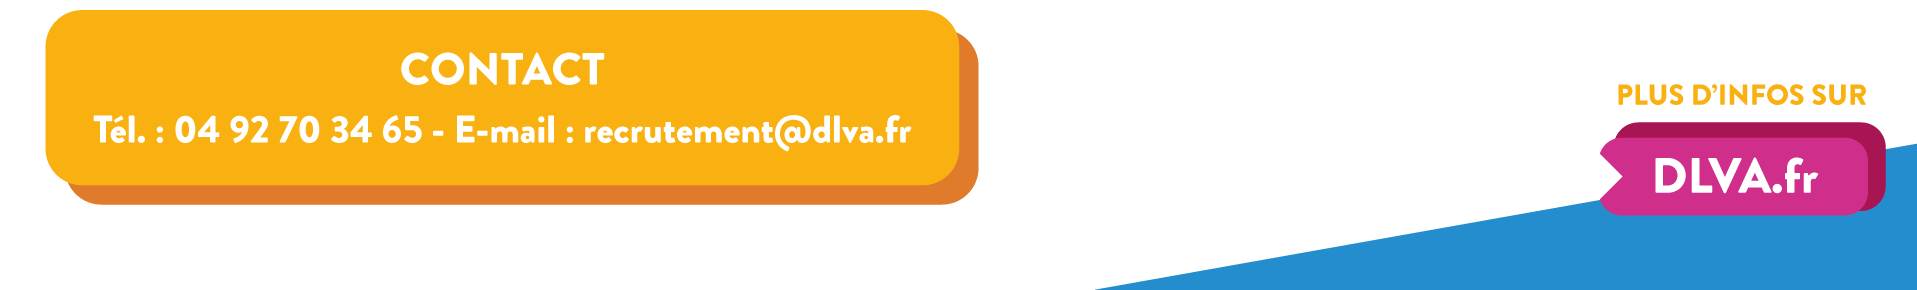 CONTACT
Tél. : 04 92 70 34 65 - E-mail : recrutement@dlva.fr
PLUS D’INFOS SUR
DLVA.fr